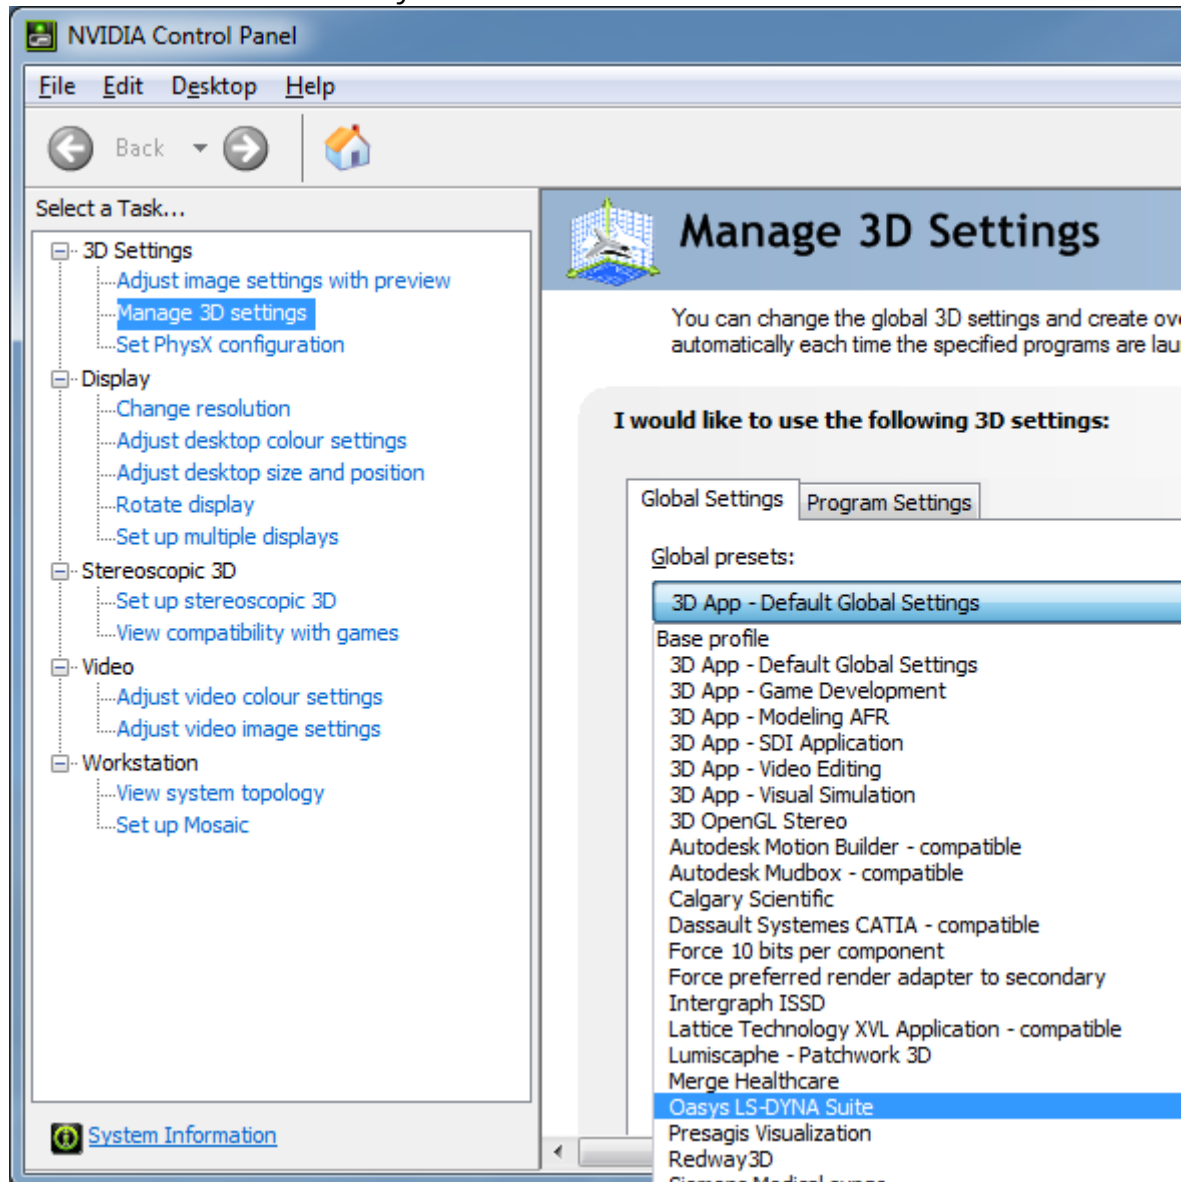 NVIDIA Control Panel
File Edit Desktop Help
Back
Select a Task...
3D Settings
Adjust image settings with preview
Manage 3D settings
Set PhysX configuration
Display
Change resolution
Adjust desktop colour settings
Adjust desktop size and position
Rotate display
Set up multiple displays
Stereoscopic 3D
Set up stereoscopic 3D
View compatibility with games
Video
Adjust video colour settings
Adjust video image settings
Workstation
View system topology
Set up Mosaic
System Information
Manage 3D Settings
You can change the global 3D settings and create
automatically each time the specified programs are
I would like to use the following 3D settings:
Global Settings Program Settings
Global presets:
3D App - Default Global Settings
Base profile
3D App - Default Global Settings
3D App - Game Development
3D App - Modeling AFR
3D App - SDI Application
3D App - Video Editing
3D App - Visual Simulation
3D OpenGL Stereo
Autodesk Motion Builder - compatible
Autodesk Mudbox - compatible
Calgary Scientific
Dassault Systemes CATIA - compatible
Force 10 bits per component
Force preferred render adapter to secondary
Intergraph ISSD
Lattice Technology XVL Application - compatible
Lumiscaphe - Patchwork 3D
Merge Healthcare
Oasys LS-DYNA Suite
Presagis Visualization
Redway3D